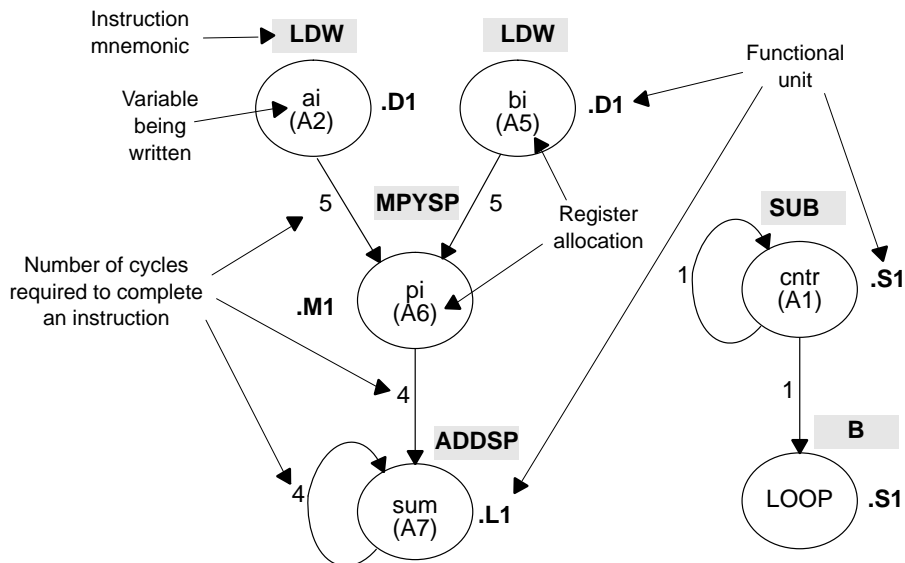 Instruction
mnemonic
LDW
LDW
Functional
unit
Variable
being
written
ai
(A2)
.D1
bi
(A5)
.D1
5
MPYSP
5
Register
allocation
SUB
Number of cycles
required to complete
an instruction
.M1
pi
(A6)
1
cntr
(A1)
.S1
4
1
ADDSP
B
4
sum
(A7)
.L1
LOOP
.S1